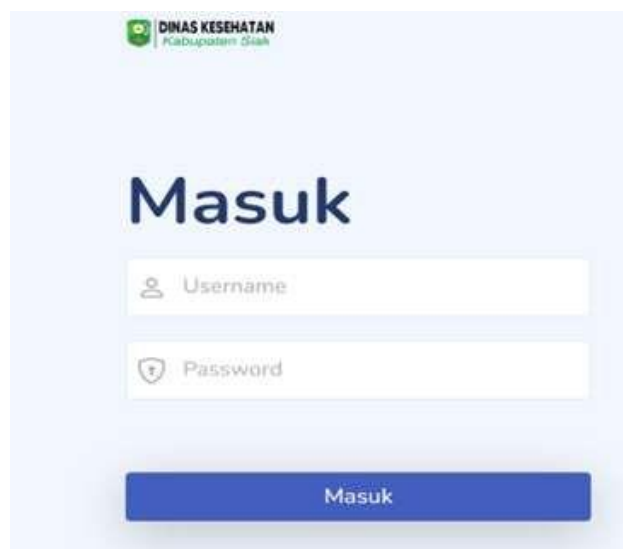 DINAS KESEHATAN
Kabupaten Siak
Masuk
Username
Password
Masuk